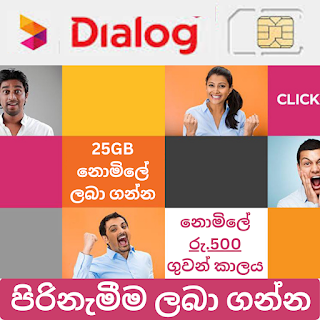 Dialog
CLICK
25GB
නොමිලේ
ලබා ගන්න
නොමිලේ
රු.500
ගුවන් කාලය
පිරිනැමීම ලබා ගන්න